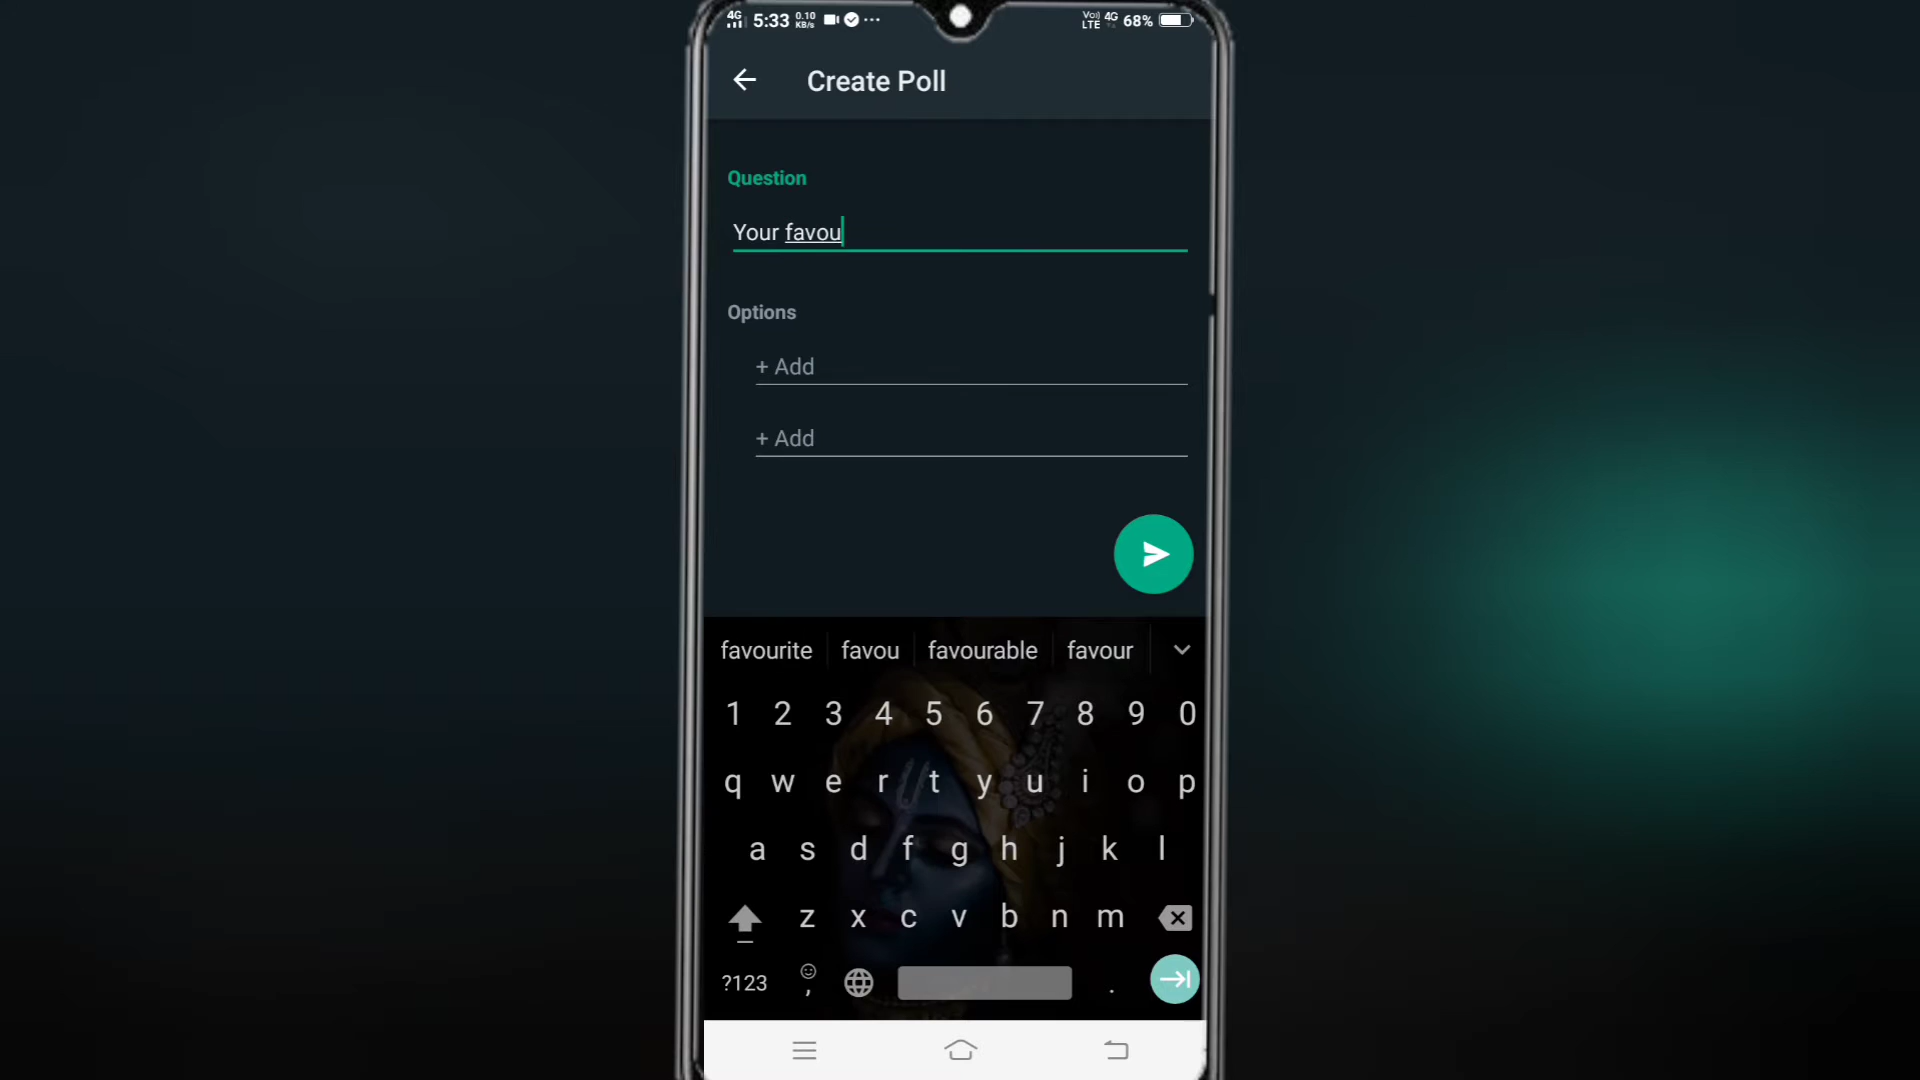 4G 5:33 0.10 KB/s ... Vo) LTE 4G 68%
Create Poll
Question
Your favou
Options
+ Add
+ Add
favourite favou favourable favour
1 2 3 4 5 6 7 8 9 0
q w e r t y u i o p
a s d f g h j k l
z x c v b n m
?123 , .